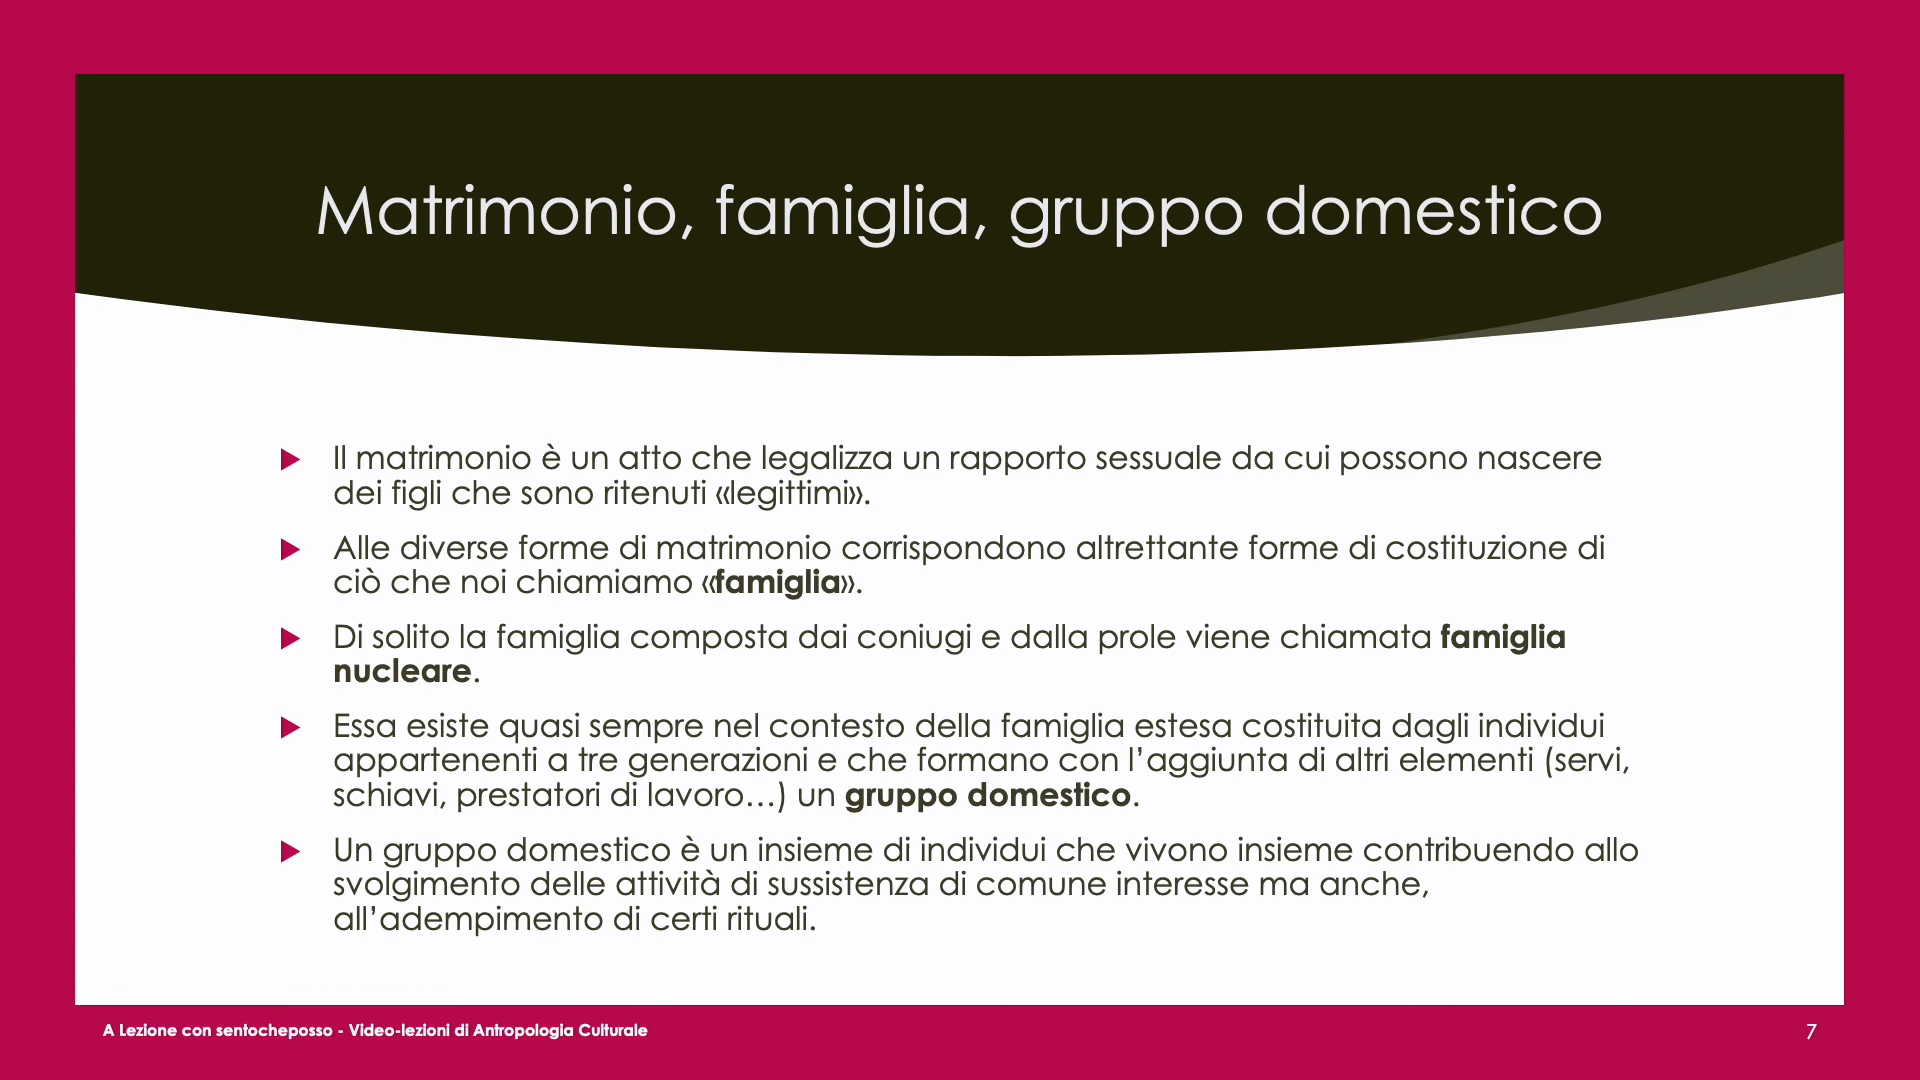 Matrimonio, famiglia, gruppo domestico
Il matrimonio è un atto che legalizza un rapporto sessuale da cui possono nascere
dei figli che sono ritenuti «legittimi».
Alle diverse forme di matrimonio corrispondono altrettante forme di costituzione di
ciò che noi chiamiamo «famiglia».
Di solito la famiglia composta dai coniugi e dalla prole viene chiamata famiglia
nucleare.
Essa esiste quasi sempre nel contesto della famiglia estesa costituita dagli individui
appartenenti a tre generazioni e che formano con l’aggiunta di altri elementi (servi,
schiavi, prestatori di lavoro…) un gruppo domestico.
Un gruppo domestico è un insieme di individui che vivono insieme contribuendo allo
svolgimento delle attività di sussistenza di comune interesse ma anche,
all’adempimento di certi rituali.
A Lezione con sentocheposso - Video-lezioni di Antropologia Culturale
7